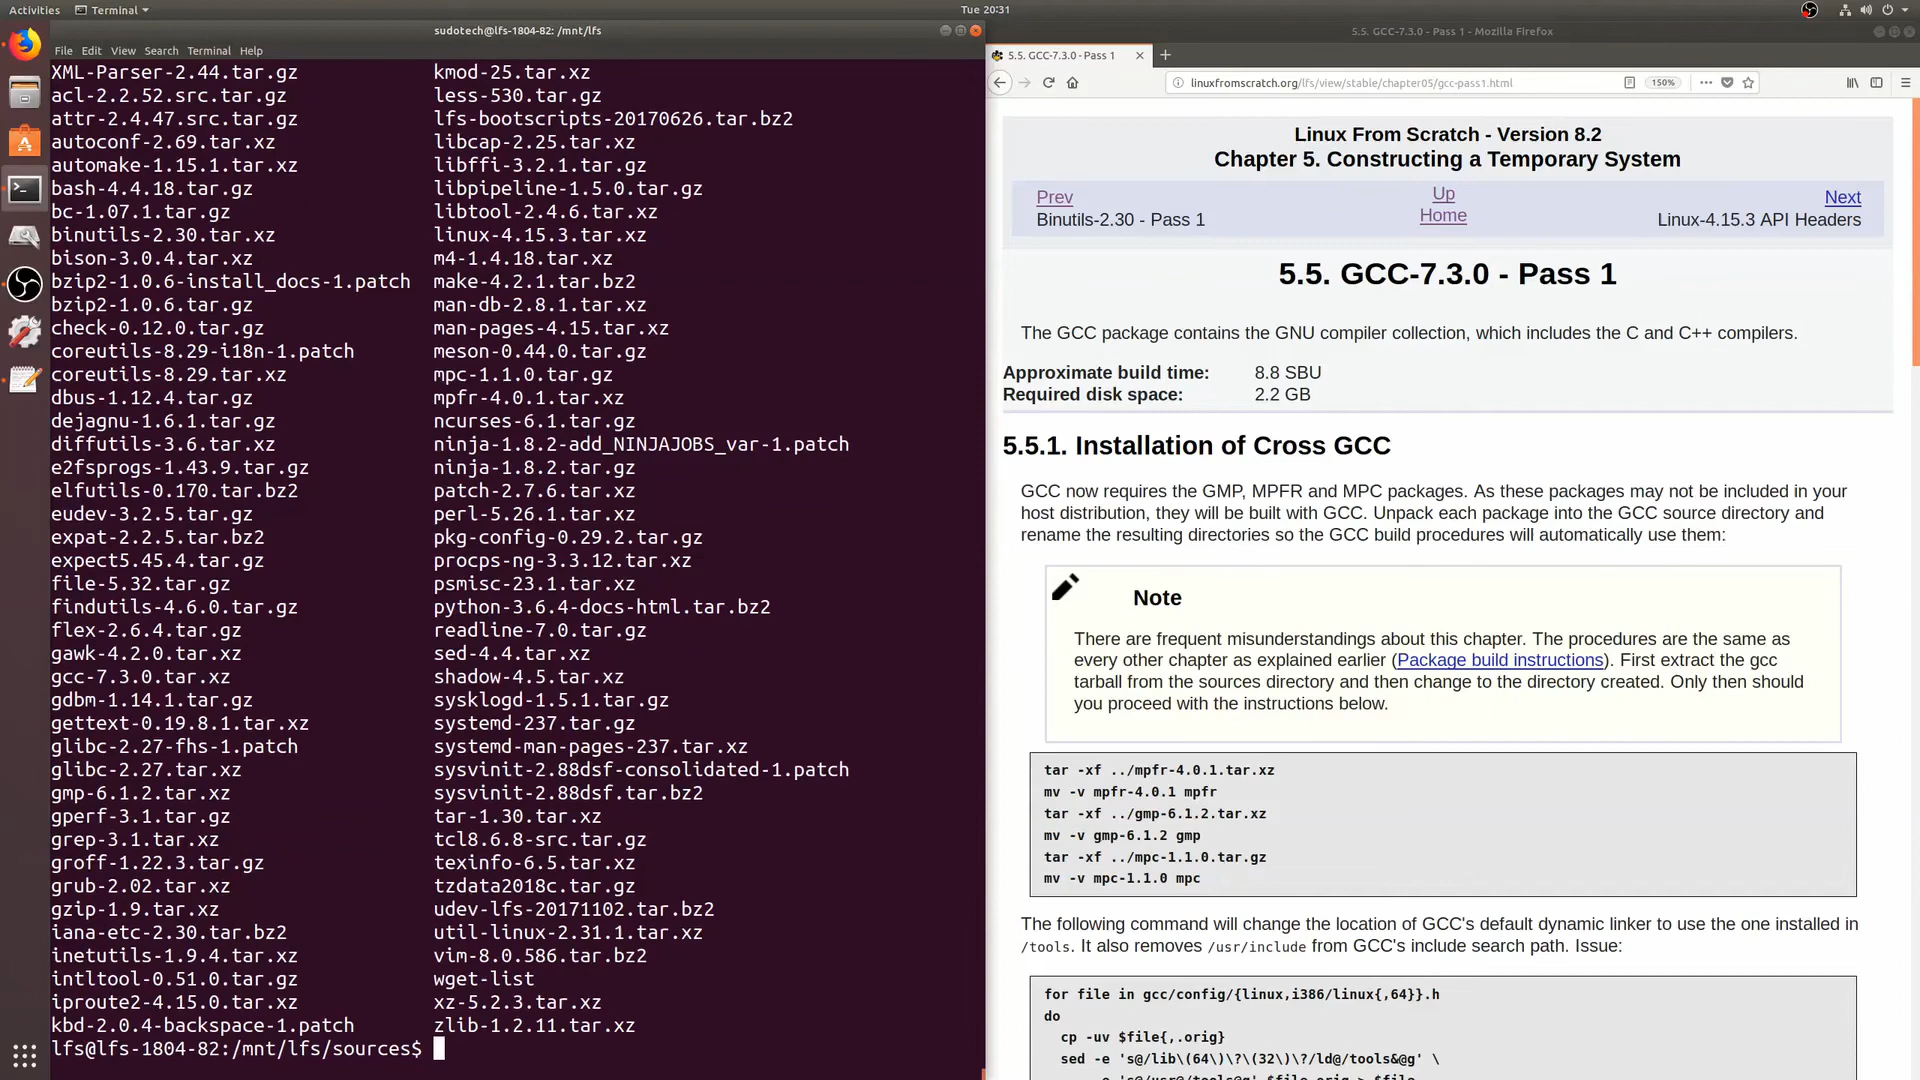 Activities
Terminal
Tue 20:31
sudotech@lfs-1804-82: /mnt/lfs
File Edit View Search Terminal Help
XML-Parser-2.44.tar.gz kmod-25.tar.xz
acl-2.2.52.src.tar.gz less-530.tar.gz
attr-2.4.47.src.tar.gz lfs-bootscripts-20170626.tar.bz2
autoconf-2.69.tar.xz libcap-2.25.tar.xz
automake-1.15.1.tar.xz libffi-3.2.1.tar.gz
bash-4.4.18.tar.gz libpipeline-1.5.0.tar.gz
bc-1.07.1.tar.gz libtool-2.4.6.tar.xz
binutils-2.30.tar.xz linux-4.15.3.tar.xz
bison-3.0.4.tar.xz m4-1.4.18.tar.xz
bzip2-1.0.6-install_docs-1.patch make-4.2.1.tar.bz2
bzip2-1.0.6.tar.gz man-db-2.8.1.tar.xz
check-0.12.0.tar.gz man-pages-4.15.tar.xz
coreutils-8.29-i18n-1.patch meson-0.44.0.tar.gz
coreutils-8.29.tar.xz mpc-1.1.0.tar.gz
dbus-1.12.4.tar.gz mpfr-4.0.1.tar.xz
dejagnu-1.6.1.tar.gz ncurses-6.1.tar.gz
diffutils-3.6.tar.xz ninja-1.8.2-add_NINJAJOBS_var-1.patch
e2fsprogs-1.43.9.tar.gz ninja-1.8.2.tar.gz
elfutils-0.170.tar.bz2 patch-2.7.6.tar.xz
eudev-3.2.5.tar.gz perl-5.26.1.tar.xz
expat-2.2.5.tar.bz2 pkg-config-0.29.2.tar.gz
expect5.45.4.tar.gz procps-ng-3.3.12.tar.xz
file-5.32.tar.gz psmisc-23.1.tar.xz
findutils-4.6.0.tar.gz python-3.6.4-docs-html.tar.bz2
flex-2.6.4.tar.gz readline-7.0.tar.gz
gawk-4.2.0.tar.xz sed-4.4.tar.xz
gcc-7.3.0.tar.xz shadow-4.5.tar.xz
gdbm-1.14.1.tar.gz sysklogd-1.5.1.tar.gz
gettext-0.19.8.1.tar.xz systemd-237.tar.gz
glibc-2.27-fhs-1.patch systemd-man-pages-237.tar.xz
glibc-2.27.tar.xz sysvinit-2.88dsf-consolidated-1.patch
gmp-6.1.2.tar.xz sysvinit-2.88dsf.tar.bz2
gperf-3.1.tar.gz tar-1.30.tar.xz
grep-3.1.tar.xz tcl8.6.8-src.tar.gz
groff-1.22.3.tar.gz texinfo-6.5.tar.xz
grub-2.02.tar.xz tzdata2018c.tar.gz
gzip-1.9.tar.xz udev-lfs-20171102.tar.bz2
iana-etc-2.30.tar.bz2 util-linux-2.31.1.tar.xz
inetutils-1.9.4.tar.xz vim-8.0.586.tar.bz2
intltool-0.51.0.tar.gz wget-list
iproute2-4.15.0.tar.xz xz-5.2.3.tar.xz
kbd-2.0.4-backspace-1.patch zlib-1.2.11.tar.xz
lfs@lfs-1804-82:/mnt/lfs/sources$
5.5. GCC-7.3.0 - Pass 1 - Mozilla Firefox
5.5. GCC-7.3.0 - Pass 1
linuxfromscratch.org/lfs/view/stable/chapter05/gcc-pass1.html
150%
Linux From Scratch - Version 8.2
Chapter 5. Constructing a Temporary System
Prev Up Next
Binutils-2.30 - Pass 1 Home Linux-4.15.3 API Headers
5.5. GCC-7.3.0 - Pass 1
The GCC package contains the GNU compiler collection, which includes the C and C++ compilers.
Approximate build time: 8.8 SBU
Required disk space: 2.2 GB
5.5.1. Installation of Cross GCC
GCC now requires the GMP, MPFR and MPC packages. As these packages may not be included in your
host distribution, they will be built with GCC. Unpack each package into the GCC source directory and
rename the resulting directories so the GCC build procedures will automatically use them:
Note
There are frequent misunderstandings about this chapter. The procedures are the same as
every other chapter as explained earlier (Package build instructions). First extract the gcc
tarball from the sources directory and then change to the directory created. Only then should
you proceed with the instructions below.
tar -xf ../mpfr-4.0.1.tar.xz
mv -v mpfr-4.0.1 mpfr
tar -xf ../gmp-6.1.2.tar.xz
mv -v gmp-6.1.2 gmp
tar -xf ../mpc-1.1.0.tar.gz
mv -v mpc-1.1.0 mpc
The following command will change the location of GCC's default dynamic linker to use the one installed in
/tools. It also removes /usr/include from GCC's include search path. Issue:
for file in gcc/config/{linux,i386/linux{,64}}.h
do
cp -uv $file{,.orig}
sed -e 's@/lib\(64\)\?\(32\)\?/ld@/tools&@g' \
-e 's@/usr@/tools@g' $file.orig > $file